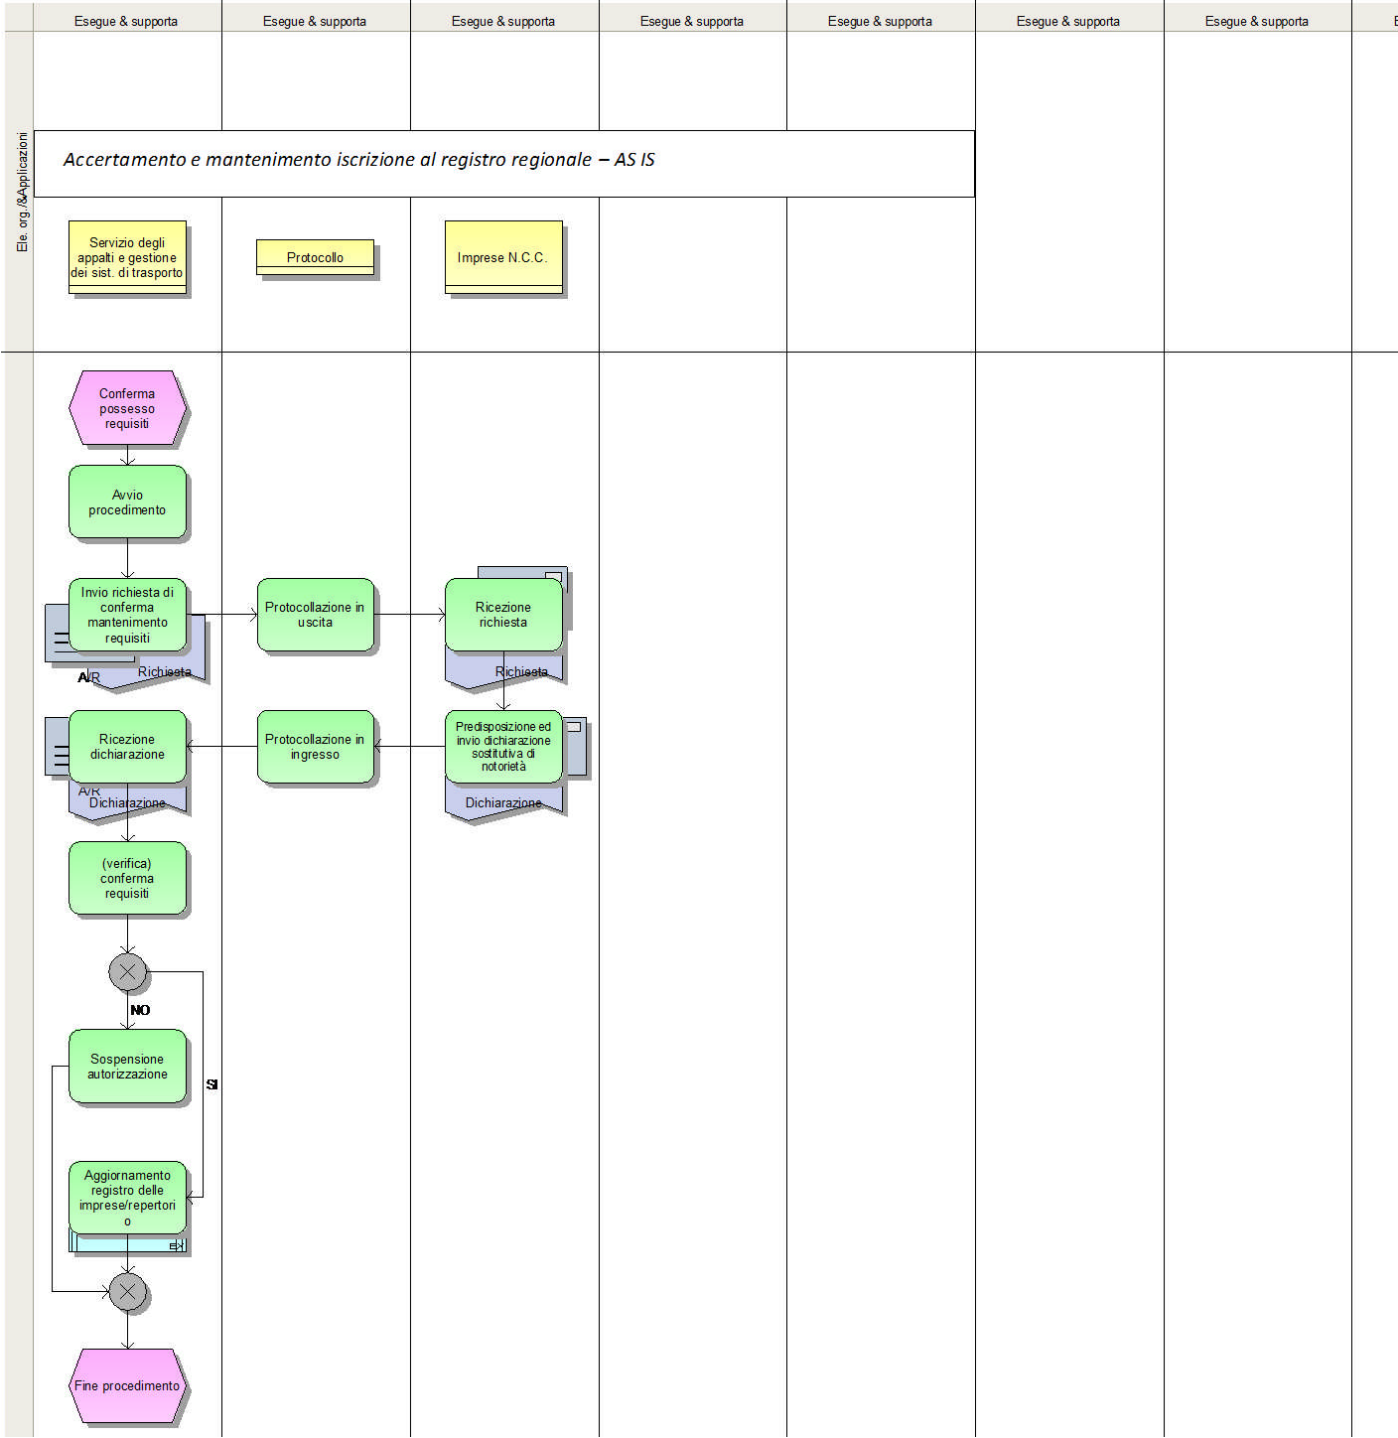 Esegue & supporta
Esegue & supporta
Esegue & supporta
Esegue & supporta
Esegue & supporta
Esegue & supporta
Esegue & supporta
E
Ele. org./&Applicazioni
Accertamento e mantenimento iscrizione al registro regionale – AS IS
Servizio degli
appalti e gestione
dei sist. di trasporto
Protocollo
Imprese N.C.C.
Conferma
possesso
requisiti
Avvio
procedimento
Invio richiesta di
conferma
mantenimento
requisiti
Richiesta
A/R
Protocollazione in
uscita
Ricezione
richiesta
Richiesta
Ricezione
dichiarazione
A/R
Dichiarazione
Protocollazione in
ingresso
Predisposizione ed
invio dichiarazione
sostitutiva di
notorietà
Dichiarazione
(verifica)
conferma
requisiti
NO
Sospensione
autorizzazione
SI
Aggiornamento
registro delle
imprese/repertori
o
Fine procedimento